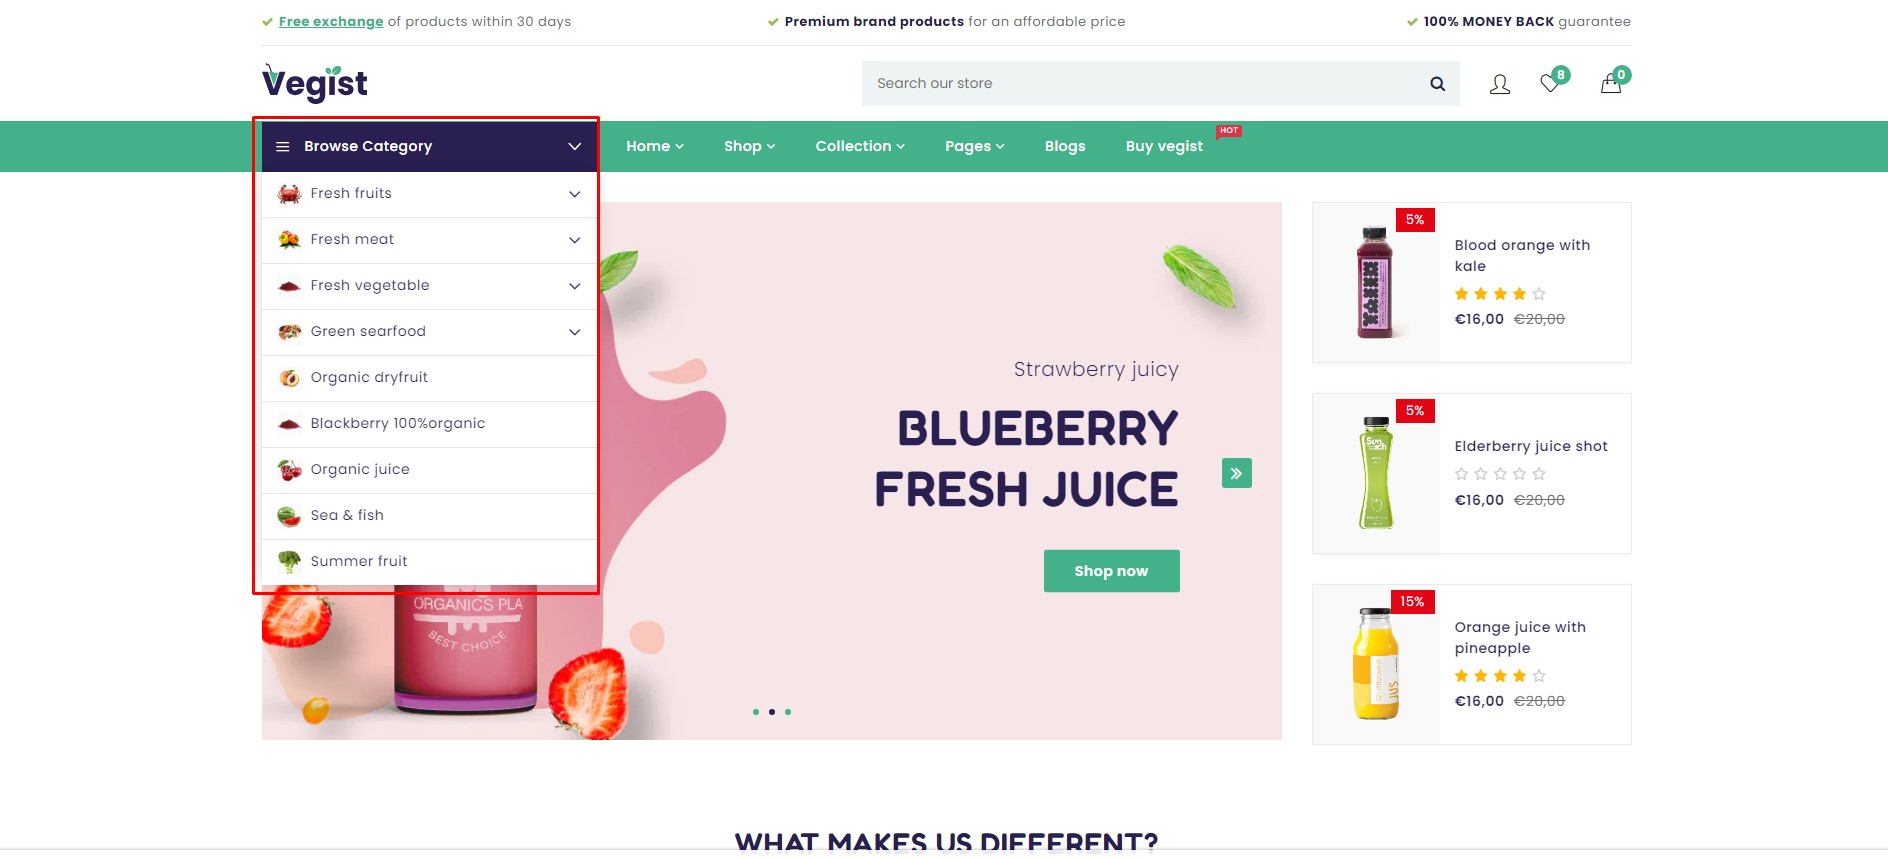 Free exchange of products within 30 days
Premium brand products for an affordable price
100% MONEY BACK guarantee
Vegist
Search our store
8
0
Browse Category
Home
Shop
Collection
Pages
Blogs
Buy vegist
HOT
Fresh fruits
Fresh meat
Fresh vegetable
Green searfood
Organic dryfruit
Blackberry 100%organic
Organic juice
Sea & fish
Summer fruit
ORGANICS PLA
BEST CHOICE
Strawberry juicy
BLUEBERRY
FRESH JUICE
Shop now
5%
Blood orange with
kale
€16,00 €20,00
5%
Elderberry juice shot
€16,00 €20,00
15%
Orange juice with
pineapple
€16,00 €20,00
WHAT MAKES US DIFFERENT?